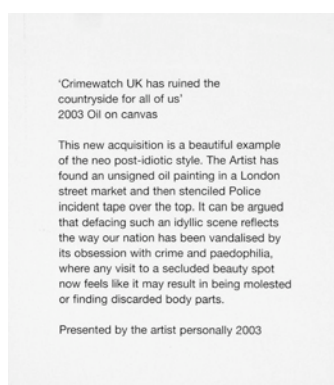 'Crimewatch UK has ruined the
countryside for all of us'
2003 Oil on canvas
This new acquisition is a beautiful example
of the neo post-idiotic style. The Artist has
found an unsigned oil painting in a London
street market and then stenciled Police
incident tape over the top. It can be argued
that defacing such an idyllic scene reflects
the way our nation has been vandalised by
its obsession with crime and paedophilia,
where any visit to a secluded beauty spot
now feels like it may result in being molested
or finding discarded body parts.
Presented by the artist personally 2003